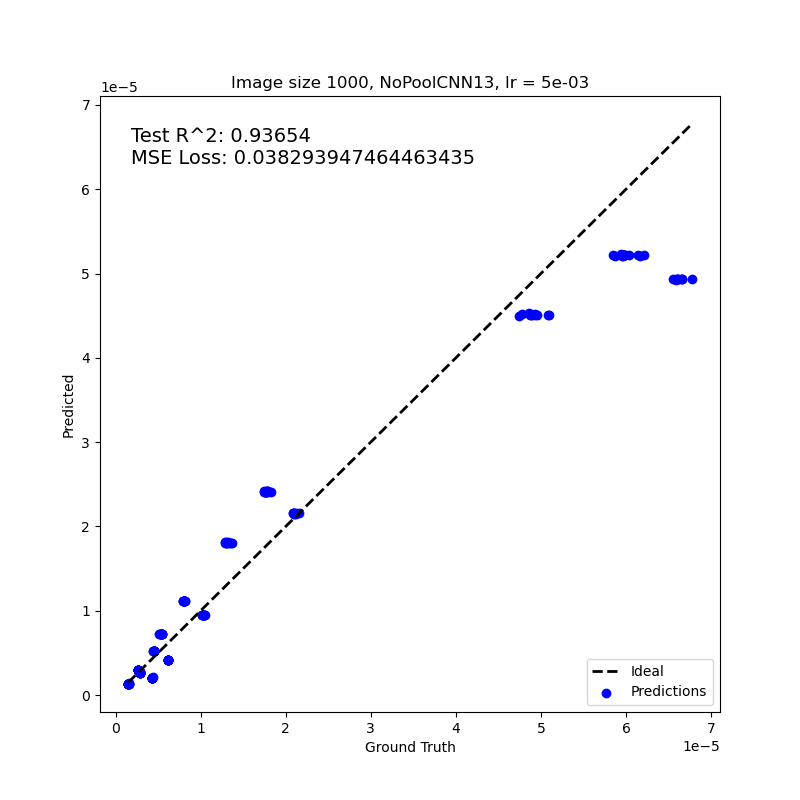 Image size 1000, NoPoolCNN13, lr = 5e-03
1e−5
Test R^2: 0.93654
MSE Loss: 0.038293947464463435
7
6
5
4
3
2
1
0
Predicted
Ideal
Predictions
0 1 2 3 4 5 6 7
Ground Truth
1e−5